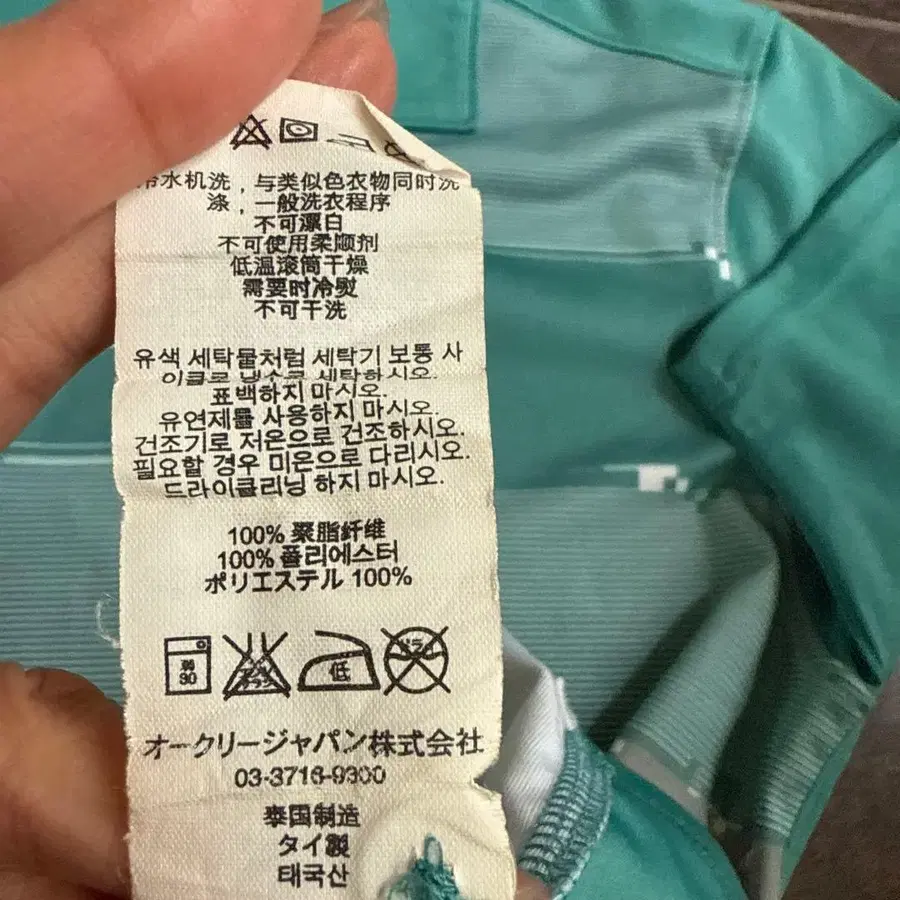 冷水机洗，与类似色衣物同时洗
涤，一般洗衣程序
不可漂白
不可使用柔顺剂
低温滚筒干燥
需要时冷熨
不可干洗
유색 세탁물처럼 세탁기 보통 사
이클로 냉수로 세탁하시오.
표백하지 마시오.
유연제를 사용하지 마시오.
건조기로 저온으로 건조하시오.
필요할 경우 미온으로 다리시오.
드라이클리닝 하지 마시오.
100% 聚脂纤维
100% 폴리에스터
ポリエステル 100%
弱
30
低
ドライ
オークリージャパン株式会社
03-3716-9300
泰国制造
タイ製
태국산